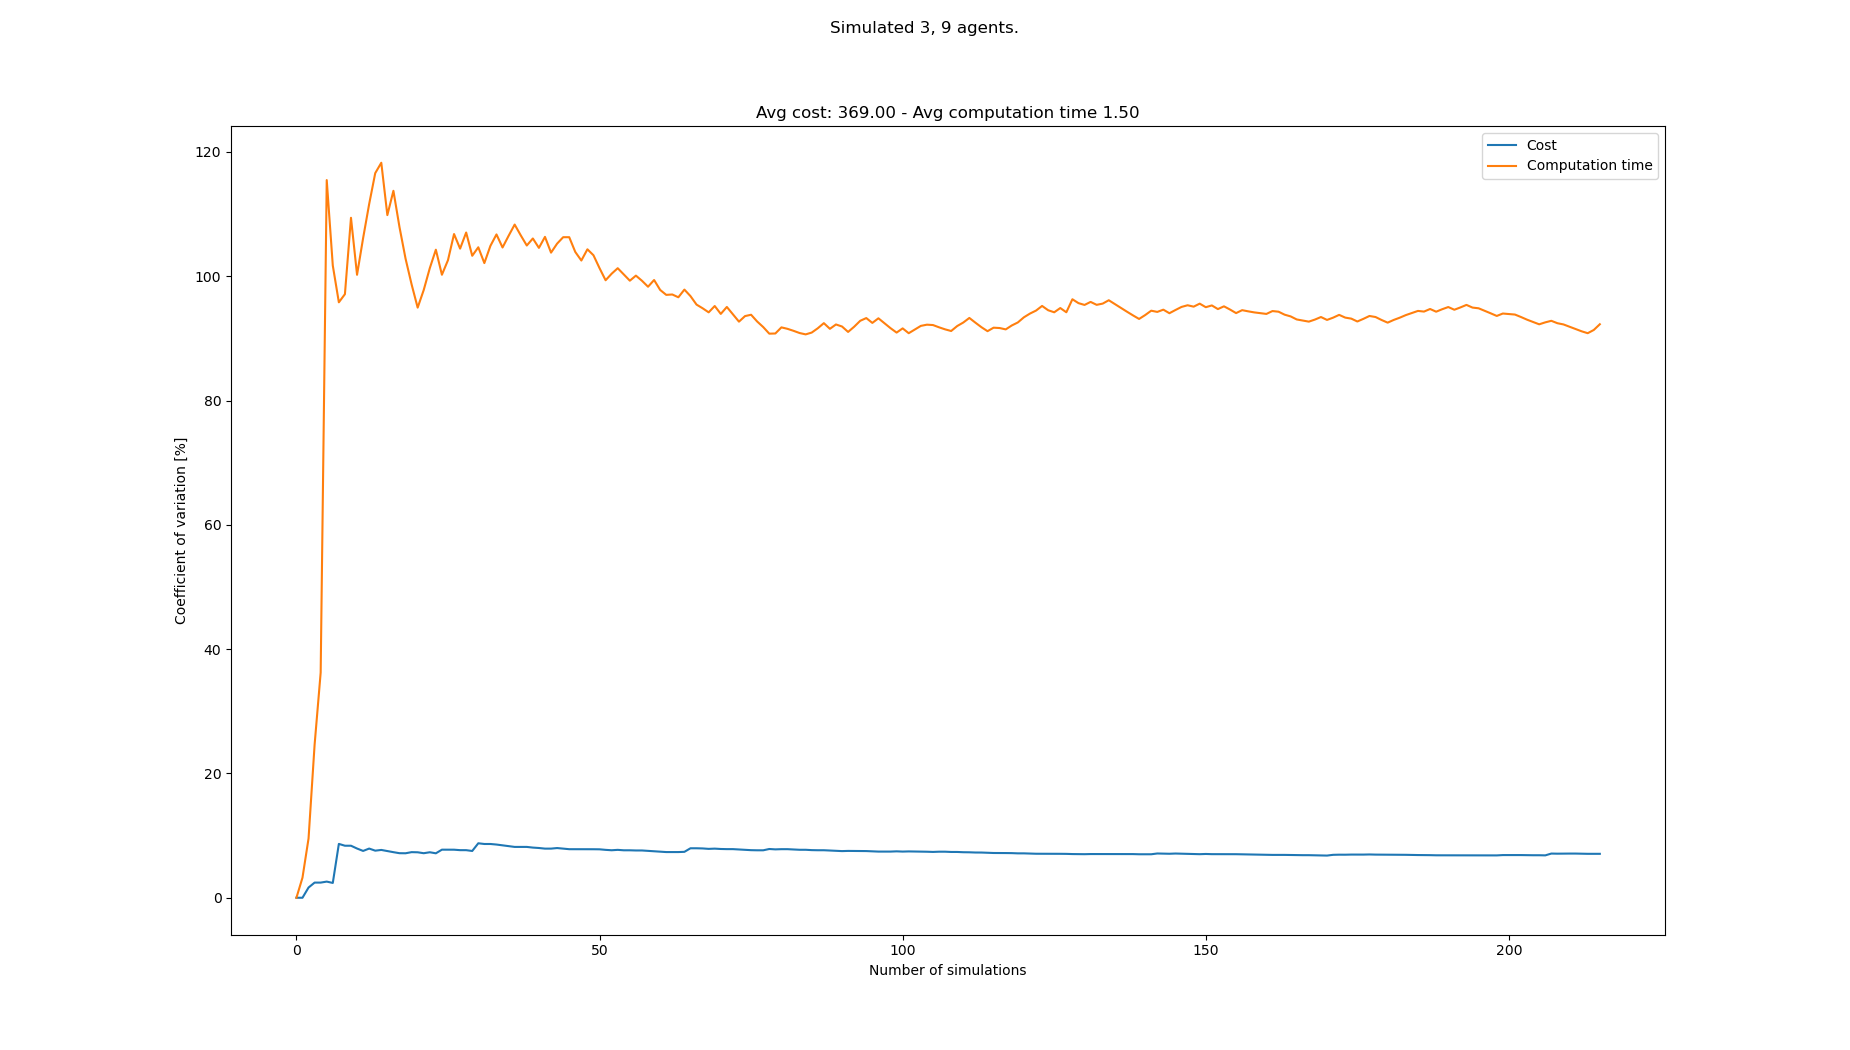 Simulated 3, 9 agents.
Avg cost: 369.00 - Avg computation time 1.50
Cost
Computation time
120
100
80
60
40
20
0
Coefficient of variation [%]
0 50 100 150 200
Number of simulations